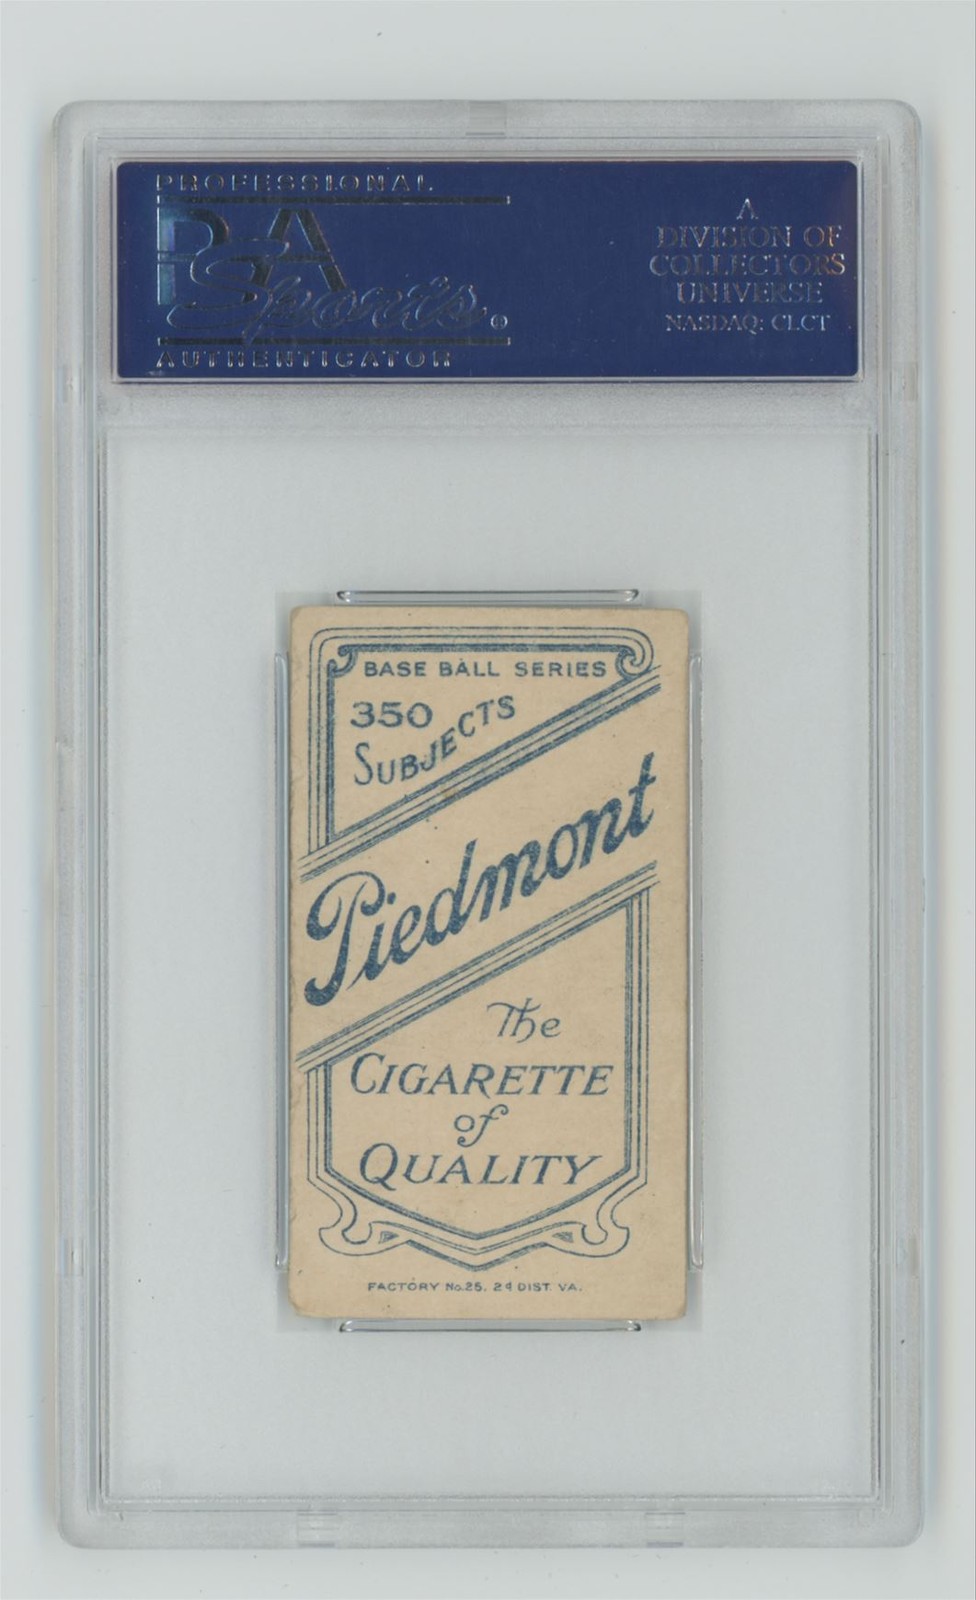 PROFESSIONAL
PSA
Sports®
AUTHENTICATOR
A
DIVISION OF
COLLECTORS
UNIVERSE
NASDAQ: CLCT
BASE BALL SERIES
350
SUBJECTS
Piedmont
The
CIGARETTE
of
QUALITY
FACTORY No.25. 2d DIST. VA.